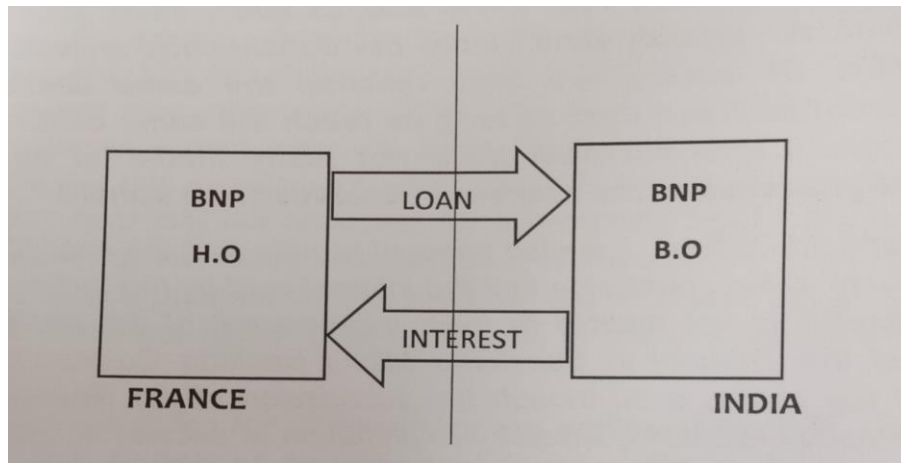 BNP
H.O
LOAN
INTEREST
BNP
B.O
FRANCE
INDIA